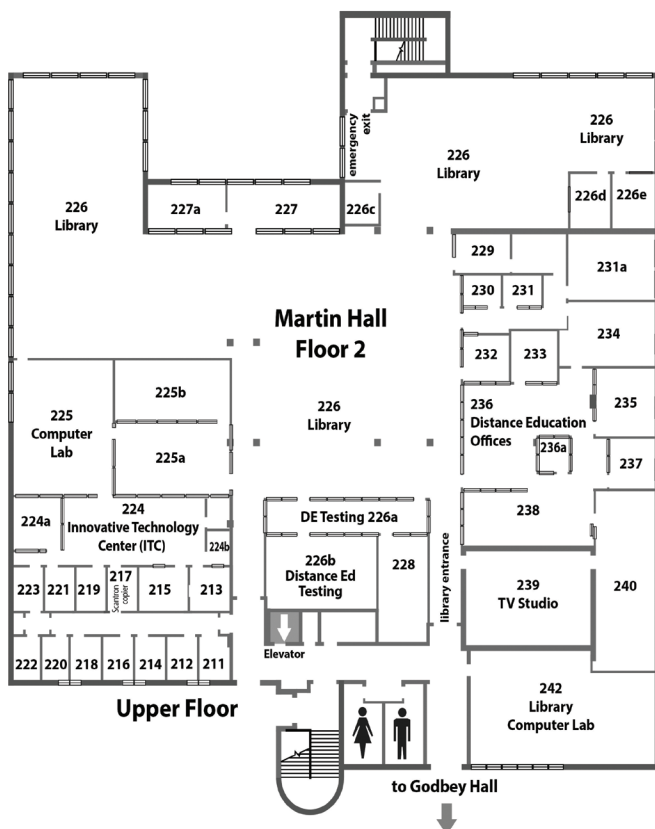 226
Library
226
Library
emergency
exit
226
Library
227a
227
226c
226d
226e
229
231a
230
231
Martin Hall
Floor 2
232
233
234
225b
225
Computer
Lab
225a
226
Library
236
Distance Education
Offices
235
236a
237
224a
224
Innovative Technology
Center (ITC)
224b
DE Testing 226a
238
226b
Distance Ed
Testing
228
library entrance
223
221
219
217
Scantron
copier
215
213
239
TV Studio
240
Elevator
222
220
218
216
214
212
211
Upper Floor
242
Library
Computer Lab
to Godbey Hall